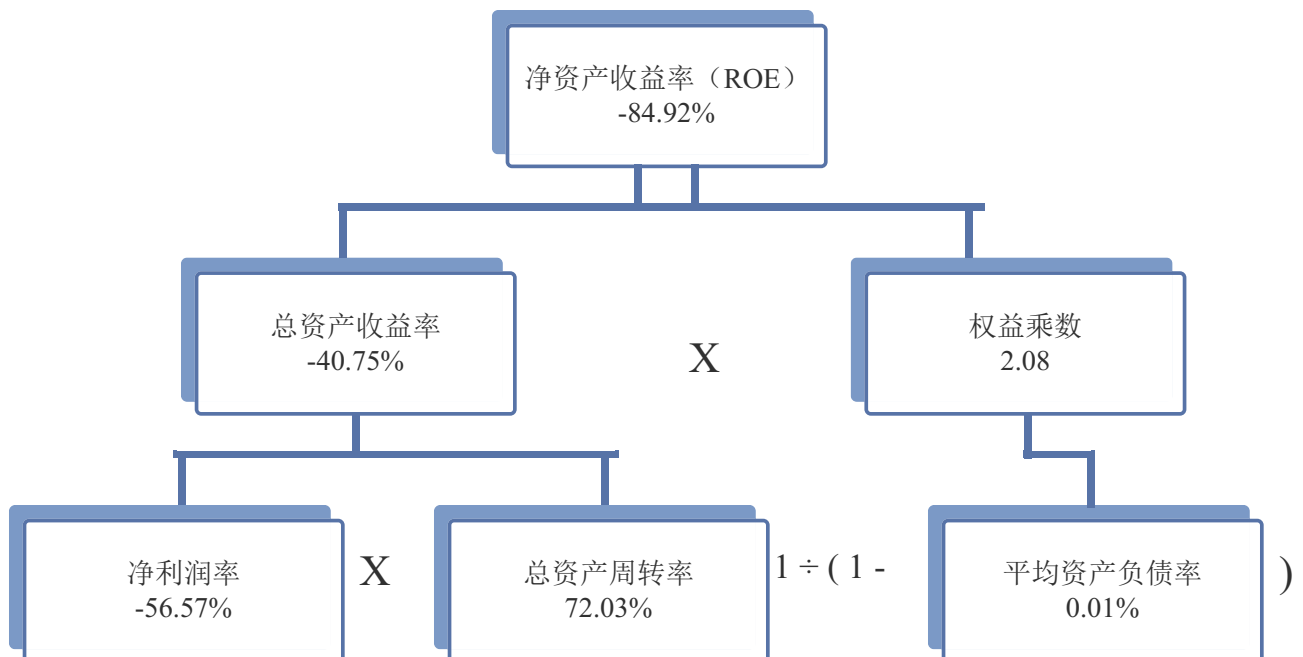 净资产收益率（ROE）
-84.92%
总资产收益率
-40.75%
X
权益乘数
2.08
净利润率
-56.57%
X
总资产周转率
72.03%
1 ÷ ( 1 -
平均资产负债率
0.01%
)